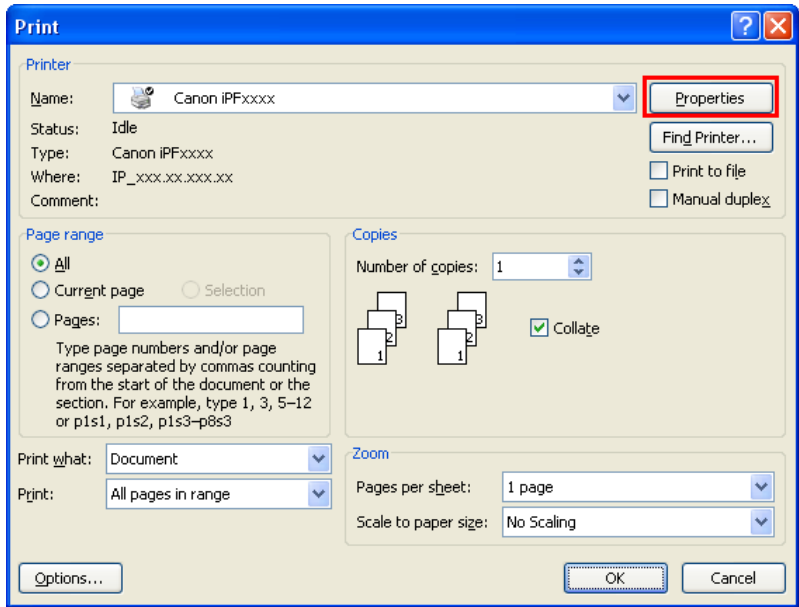 Print
Printer
Name: Canon iPFxxxx Properties
Status: Idle Find Printer...
Type: Canon iPFxxxx
Where: IP_xxx.xx.xxx.xx Print to file
Comment: Manual duplex
Page range
All
Current page Selection
Pages:
Type page numbers and/or page
ranges separated by commas counting
from the start of the document or the
section. For example, type 1, 3, 5–12
or p1s1, p1s2, p1s3–p8s3
Copies
Number of copies: 1
3 3
2 2
1 1
Collate
Print what: Document
Print: All pages in range
Zoom
Pages per sheet: 1 page
Scale to paper size: No Scaling
Options... OK Cancel